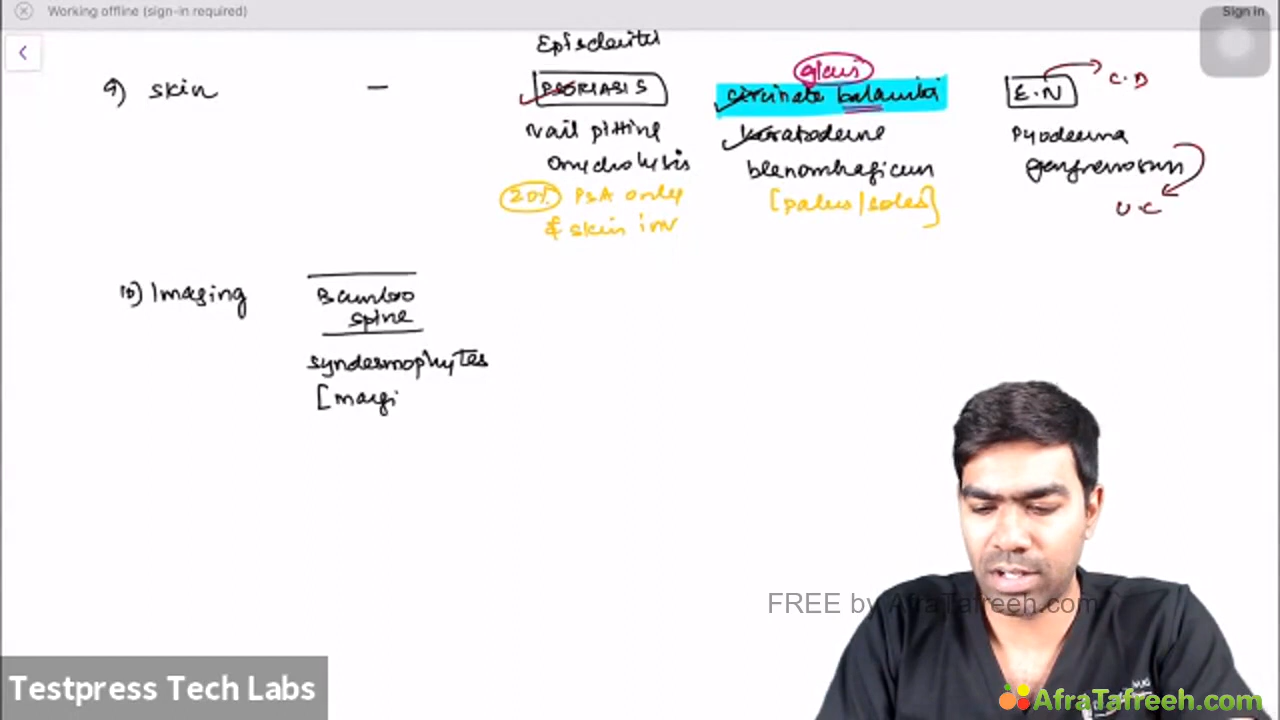 Working offline (sign-in required)
Sign in
Episcleritis
9) skin - PSORIASIS circinate balanitis E.N C.D
glans
Nail pitting keratoderma Pyoderma
onycholysis blenorrhagicum gangrenosum
20% PsA only [palms/soles] U.C
& skin inv
10) Imaging Bamboo
spine
syndesmophytes
[margi
FREE by AfraTafreeh.com
Testpress Tech Labs
AfraTafreeh.com